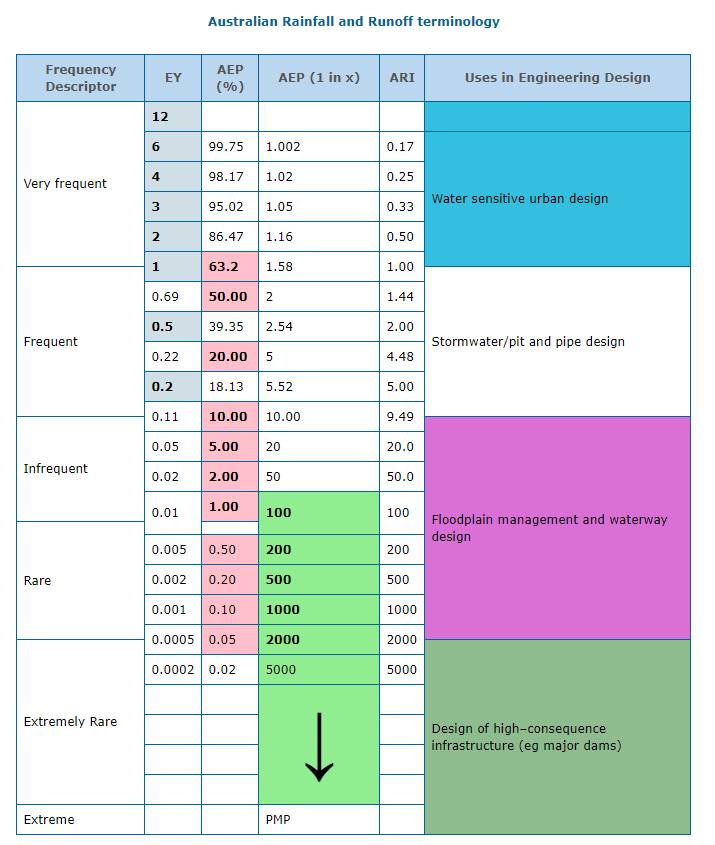 Australian Rainfall and Runoff terminology
Frequency Descriptor EY AEP (%) AEP (1 in x) ARI Uses in Engineering Design
12
6 99.75 1.002 0.17
4 98.17 1.02 0.25
Very frequent
3 95.02 1.05 0.33
Water sensitive urban design
2 86.47 1.16 0.50
1 63.2 1.58 1.00
0.69 50.00 2 1.44
0.5 39.35 2.54 2.00
Frequent
Stormwater/pit and pipe design
0.22 20.00 5 4.48
0.2 18.13 5.52 5.00
0.11 10.00 10.00 9.49
0.05 5.00 20 20.0
Infrequent
0.02 2.00 50 50.0
0.01 1.00 100 100
Floodplain management and waterway
design
0.005 0.50 200 200
Rare
0.002 0.20 500 500
0.001 0.10 1000 1000
0.0005 0.05 2000 2000
0.0002 0.02 5000 5000
Extremely Rare
Design of high–consequence
infrastructure (eg major dams)
Extreme PMP